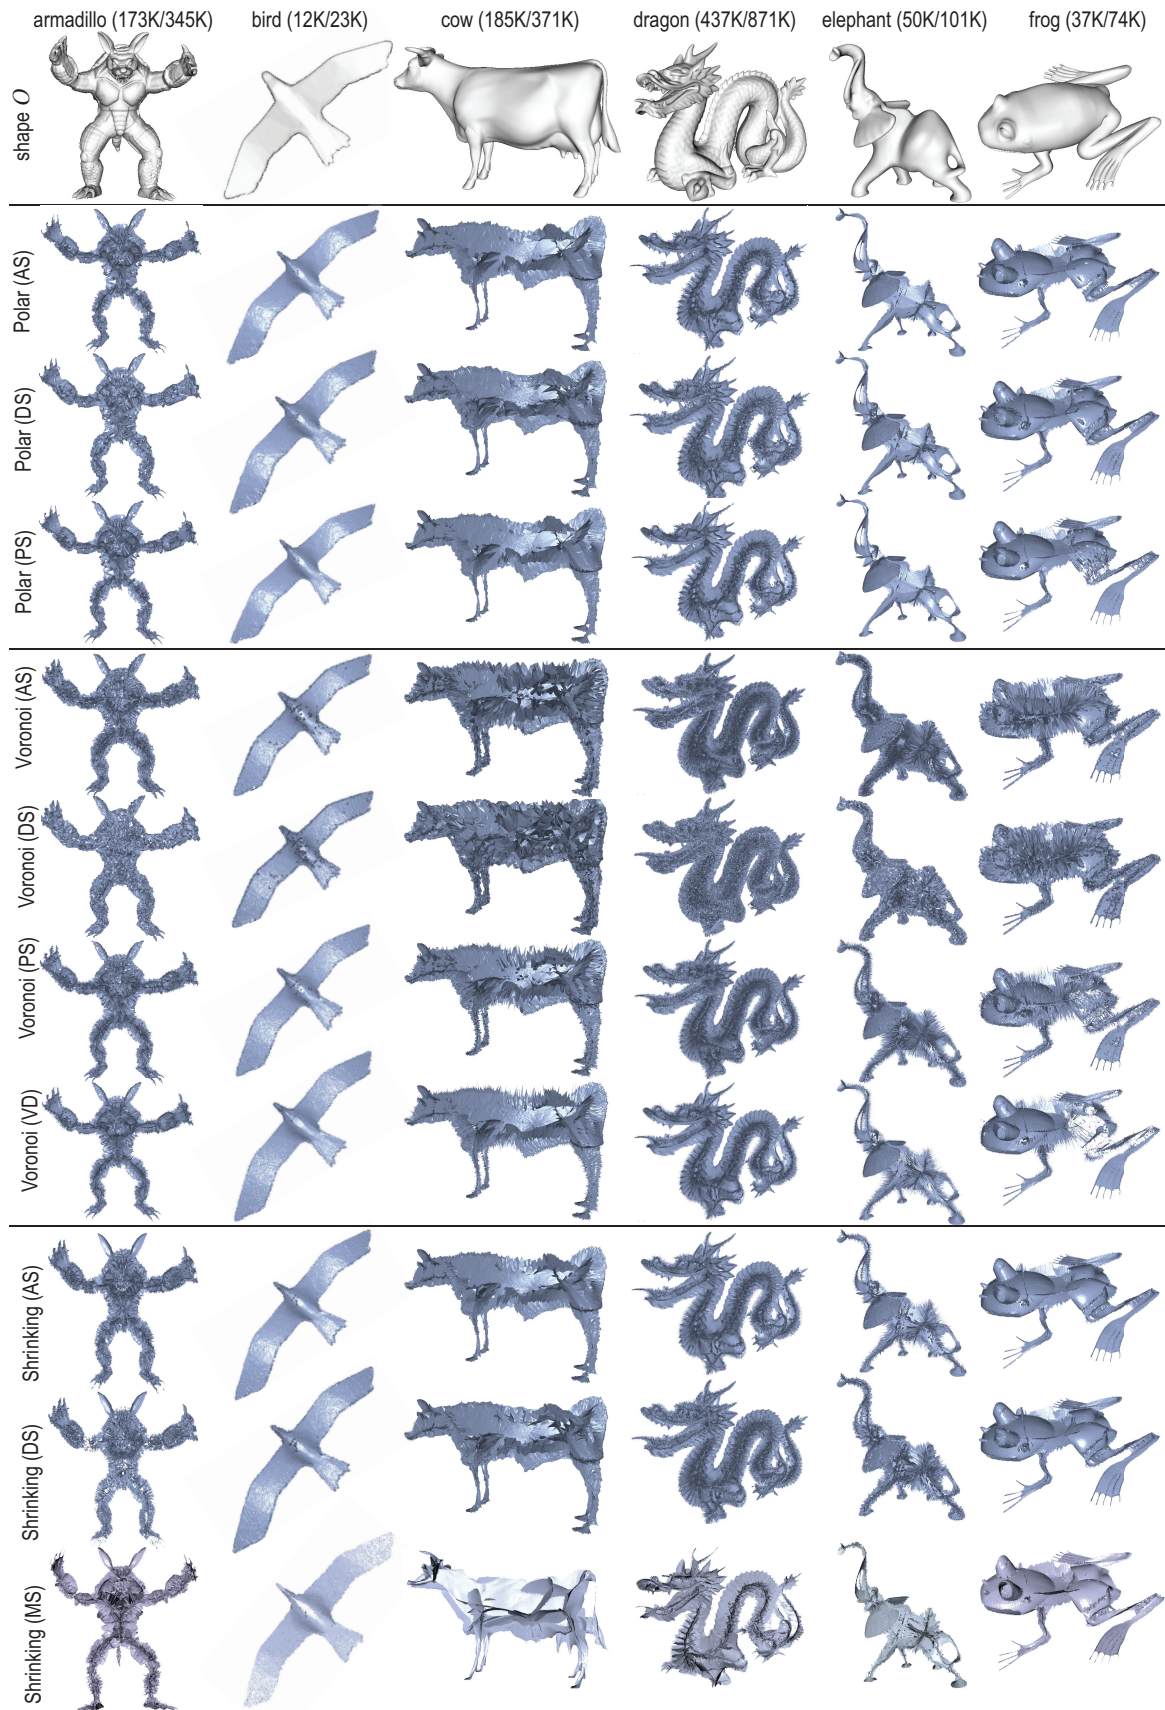 armadillo (173K/345K)
bird (12K/23K)
cow (185K/371K)
dragon (437K/871K)
elephant (50K/101K)
frog (37K/74K)
shape O
Polar (AS)
Polar (DS)
Polar (PS)
Voronoi (AS)
Voronoi (DS)
Voronoi (PS)
Voronoi (VD)
Shrinking (AS)
Shrinking (DS)
Shrinking (MS)